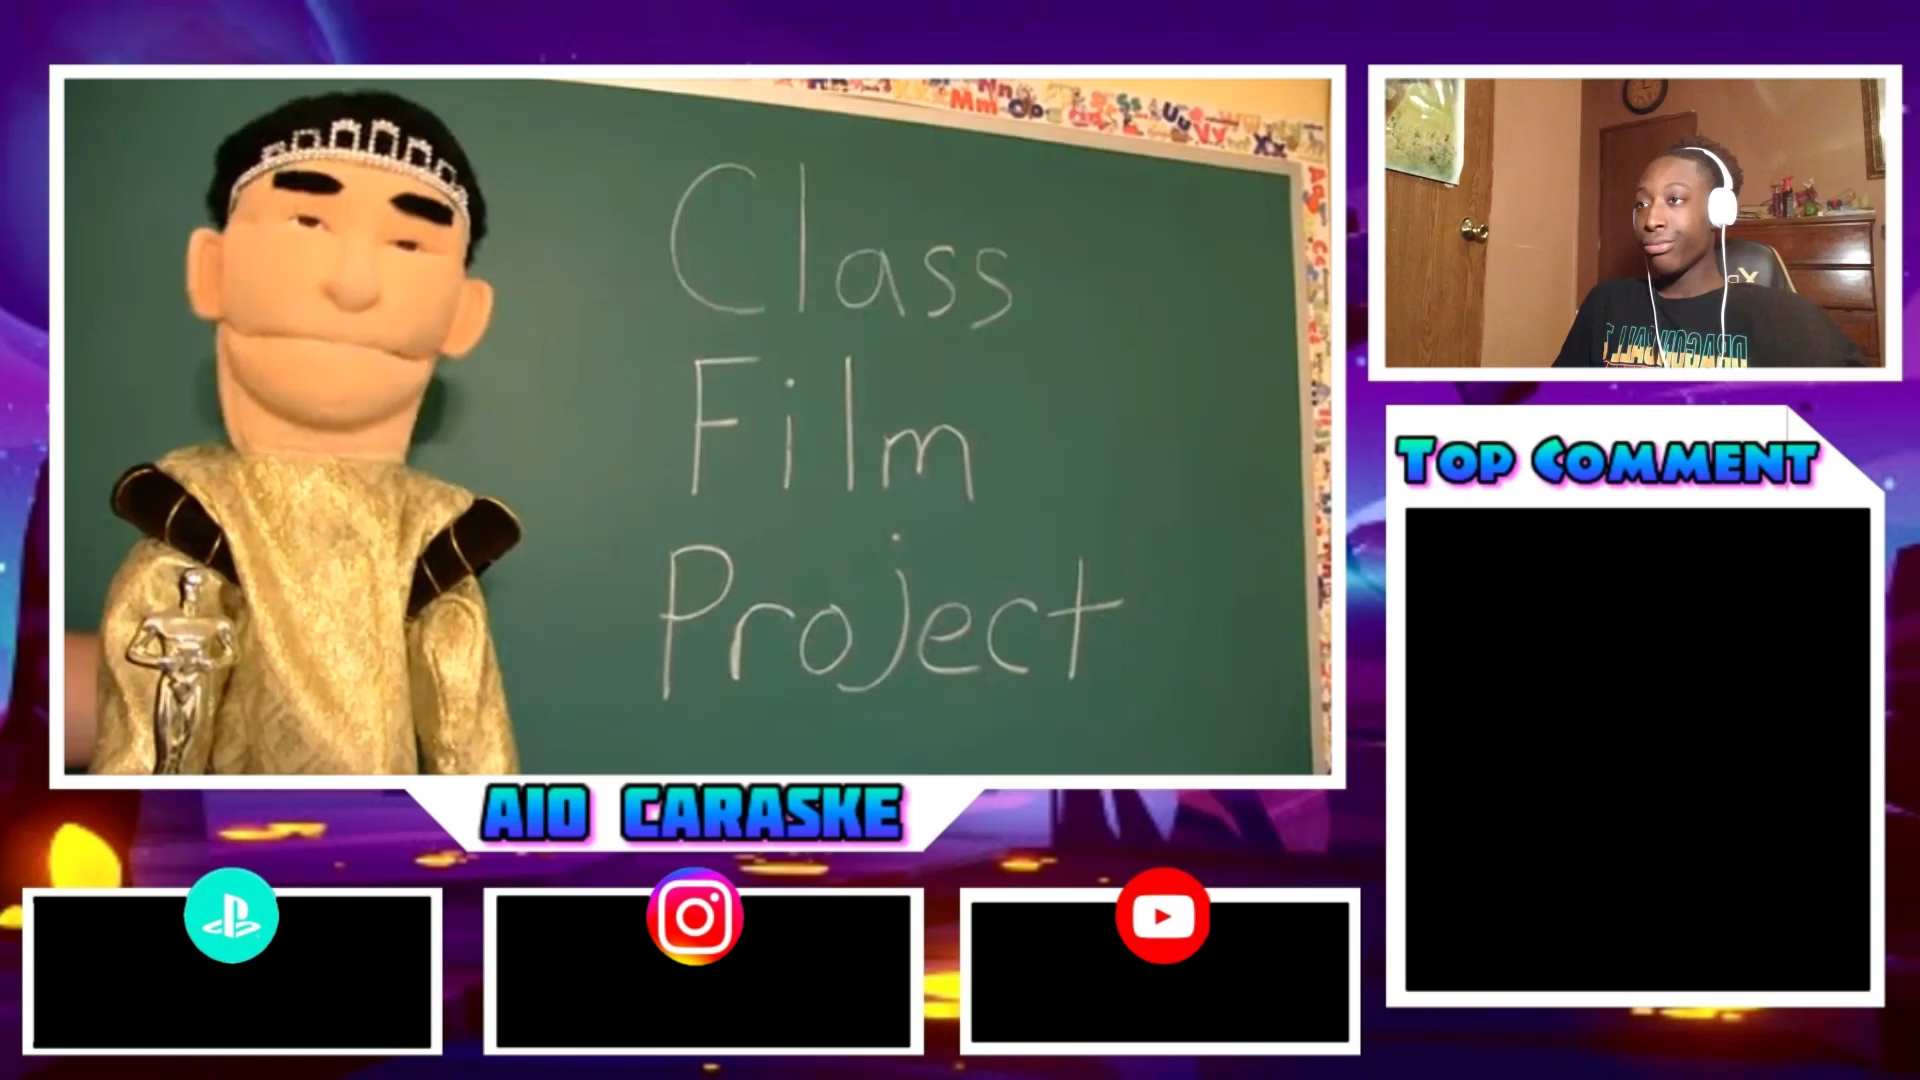 Class
Film
Project
TOP COMMENT
AIO CARASKE